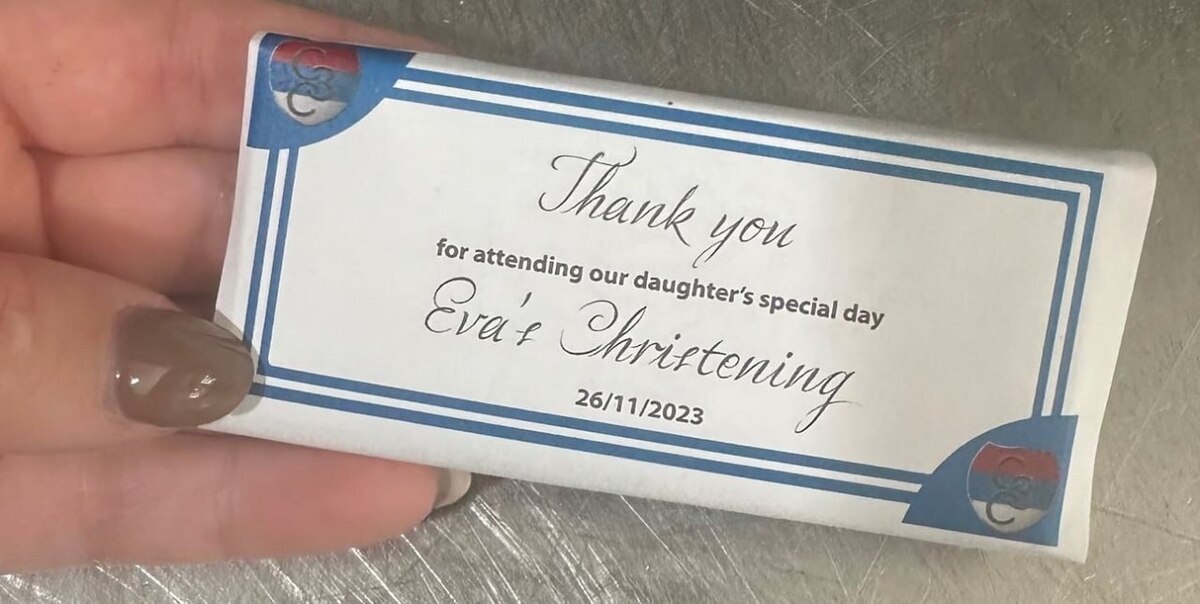 Thank you
for attending our daughter's special day
Eva's Christening
26/11/2023